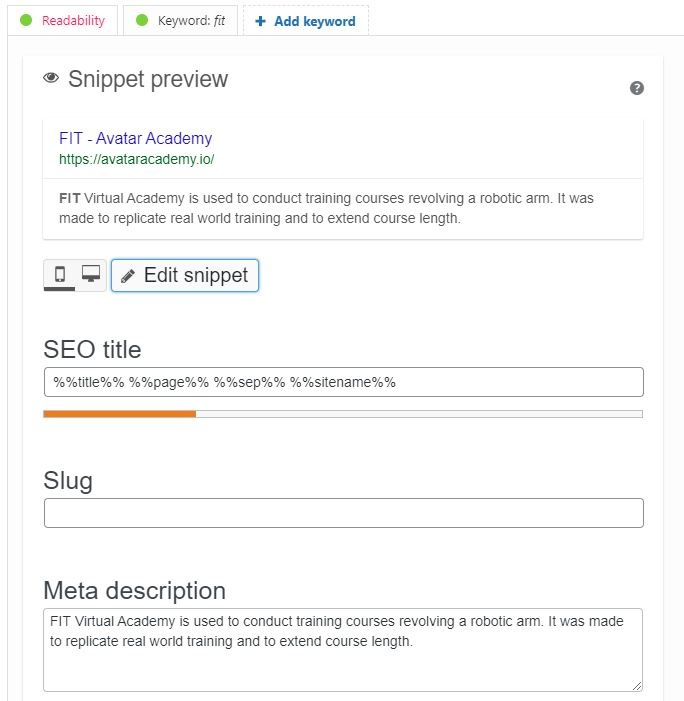 Readability
Keyword: fit
+ Add keyword
Snippet preview
?
FIT - Avatar Academy
https://avataracademy.io/
FIT Virtual Academy is used to conduct training courses revolving a robotic arm. It was
made to replicate real world training and to extend course length.
Edit snippet
SEO title
%%title%% %%page%% %%sep%% %%sitename%%
Slug
Meta description
FIT Virtual Academy is used to conduct training courses revolving a robotic arm. It was made
to replicate real world training and to extend course length.